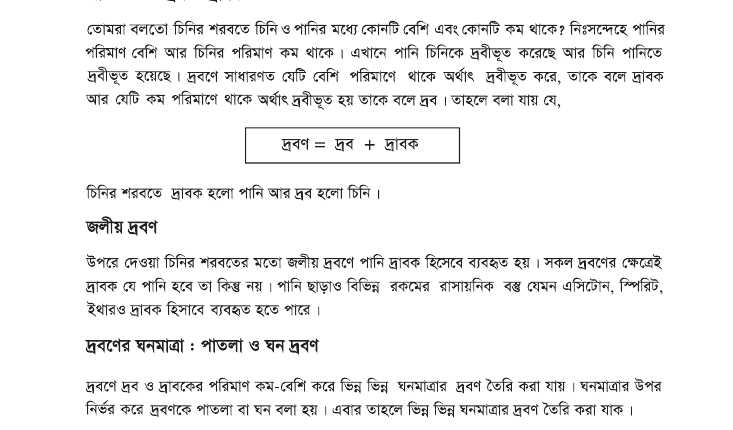 তোমরা বলতো চিনির শরবতে চিনি ও পানির মধ্যে কোনটি বেশি এবং কোনটি কম থাকে? নিঃসন্দেহে পানির
পরিমাণ বেশি আর চিনির পরিমাণ কম থাকে । এখানে পানি চিনিকে দ্রবীভূত করেছে আর চিনি পানিতে
দ্রবীভূত হয়েছে । দ্রবণে সাধারণত যেটি বেশি পরিমাণে থাকে অর্থাৎ দ্রবীভূত করে, তাকে বলে দ্রাবক
আর যেটি কম পরিমাণে থাকে অর্থাৎ দ্রবীভূত হয় তাকে বলে দ্রব । তাহলে বলা যায় যে,
দ্রবণ = দ্রব + দ্রাবক
চিনির শরবতে দ্রাবক হলো পানি আর দ্রব হলো চিনি ।
জলীয় দ্রবণ
উপরে দেওয়া চিনির শরবতের মতো জলীয় দ্রবণে পানি দ্রাবক হিসেবে ব্যবহৃত হয় । সকল দ্রবণের ক্ষেত্রেই
দ্রাবক যে পানি হবে তা কিন্তু নয় । পানি ছাড়াও বিভিন্ন রকমের রাসায়নিক বস্তু যেমন এসিটোন, স্পিরিট,
ইথারও দ্রাবক হিসাবে ব্যবহৃত হতে পারে ।
দ্রবণের ঘনমাত্রা : পাতলা ও ঘন দ্রবণ
দ্রবণে দ্রব ও দ্রাবকের পরিমাণ কম-বেশি করে ভিন্ন ভিন্ন ঘনমাত্রার দ্রবণ তৈরি করা যায় । ঘনমাত্রার উপর
নির্ভর করে দ্রবণকে পাতলা বা ঘন বলা হয় । এবার তাহলে ভিন্ন ভিন্ন ঘনমাত্রার দ্রবণ তৈরি করা যাক ।